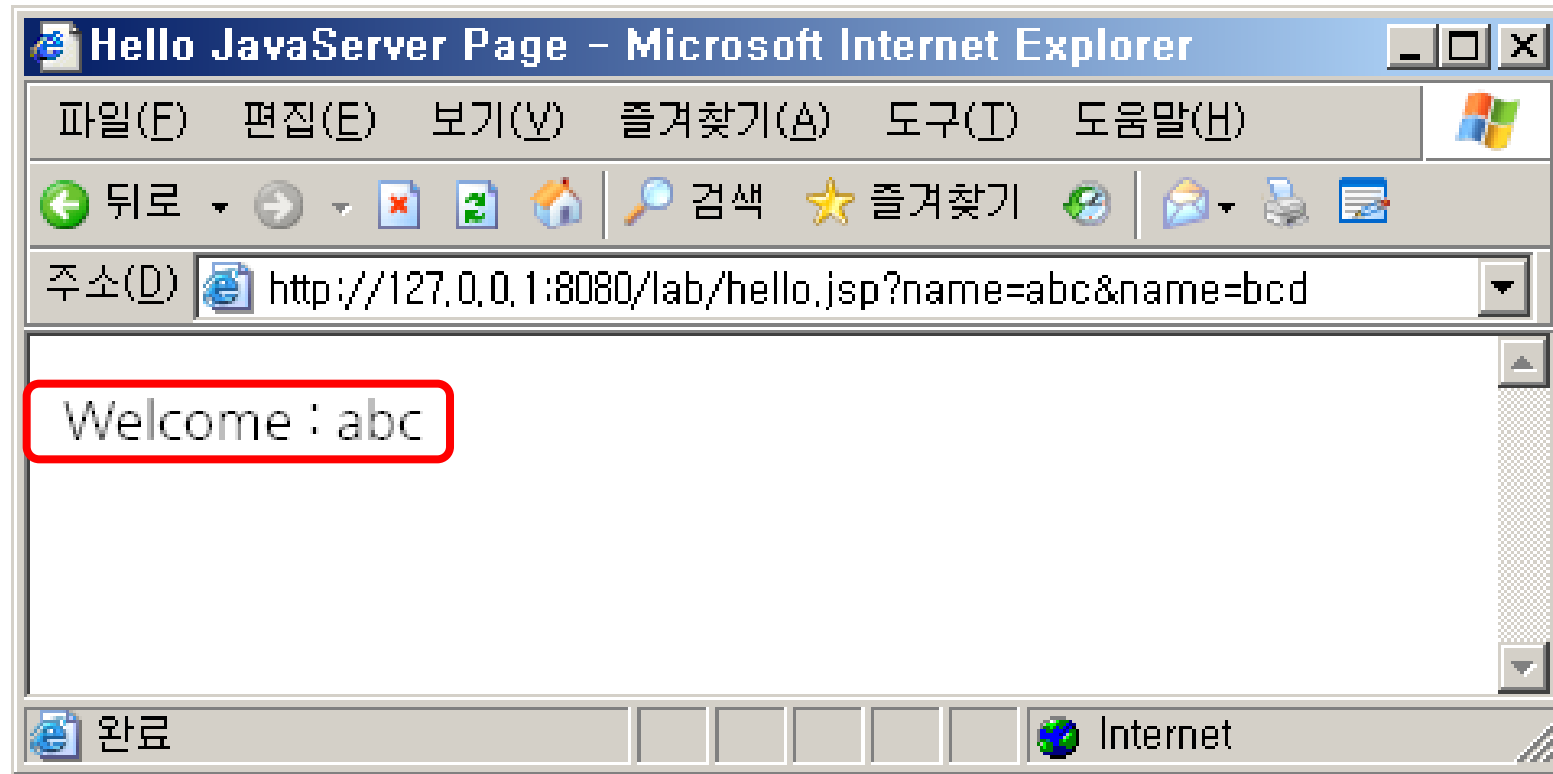 Hello JavaServer Page - Microsoft Internet Explorer
파일(F) 편집(E) 보기(V) 즐겨찾기(A) 도구(T) 도움말(H)
뒤로 검색 즐겨찾기
주소(D) http://127.0.0.1:8080/lab/hello.jsp?name=abc&name=bcd
Welcome : abc
완료 Internet